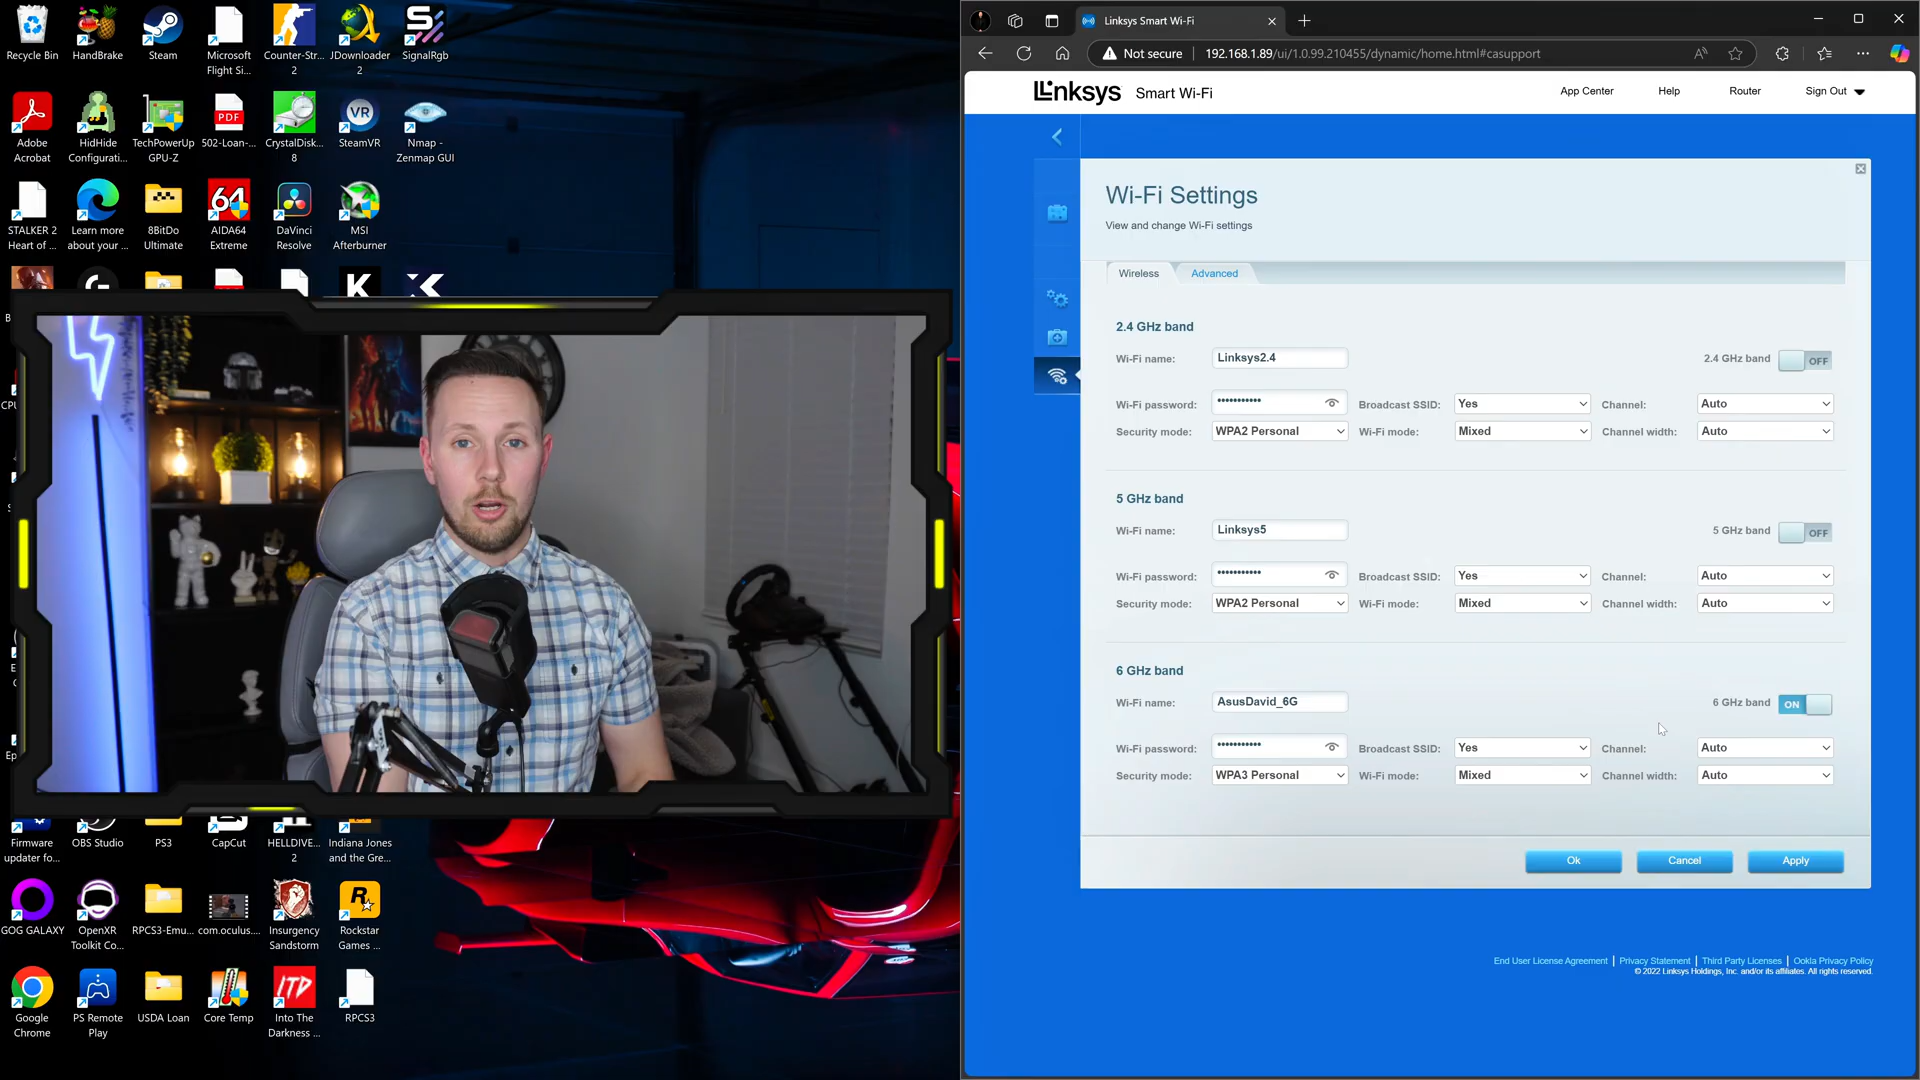 Recycle Bin
HandBrake
Steam
Microsoft
Flight Si...
Counter-Str...
2
JDownloader
2
SignalRgb
Adobe
Acrobat
HidHide
Configurati...
TechPowerUp
GPU-Z
PDF
502-Loan-...
CrystalDisk...
8
VR
SteamVR
Nmap -
Zenmap GUI
STALKER 2
Heart of ...
Learn more
about your ...
8BitDo
Ultimate
64
AIDA64
Extreme
DaVinci
Resolve
MSI
Afterburner
K
Firmware
updater fo...
OBS Studio
PS3
CapCut
HELLDIVE...
2
Indiana Jones
and the Gre...
GOG GALAXY
OpenXR
Toolkit Co...
RPCS3-Emu...
com.oculus....
Insurgency
Sandstorm
R
Rockstar
Games ...
Google
Chrome
PS Remote
Play
USDA Loan
Core Temp
ITD
Into The
Darkness ...
RPCS3
Linksys Smart Wi-Fi
Not secure
192.168.1.89/ui/1.0.99.210455/dynamic/home.html#casupport
Linksys Smart Wi-Fi
App Center
Help
Router
Sign Out
Wi-Fi Settings
View and change Wi-Fi settings
Wireless
Advanced
2.4 GHz band
Wi-Fi name: Linksys2.4
2.4 GHz band OFF
Wi-Fi password: •••••••••••
Broadcast SSID: Yes
Channel: Auto
Security mode: WPA2 Personal
Wi-Fi mode: Mixed
Channel width: Auto
5 GHz band
Wi-Fi name: Linksys5
5 GHz band OFF
Wi-Fi password: •••••••••••
Broadcast SSID: Yes
Channel: Auto
Security mode: WPA2 Personal
Wi-Fi mode: Mixed
Channel width: Auto
6 GHz band
Wi-Fi name: AsusDavid_6G
6 GHz band ON
Wi-Fi password: •••••••••••
Broadcast SSID: Yes
Channel: Auto
Security mode: WPA3 Personal
Wi-Fi mode: Mixed
Channel width: Auto
Ok
Cancel
Apply
End User License Agreement | Privacy Statement | Third Party Licenses | Ookla Privacy Policy
© 2022 Linksys Holdings, Inc. and/or its affiliates. All rights reserved.